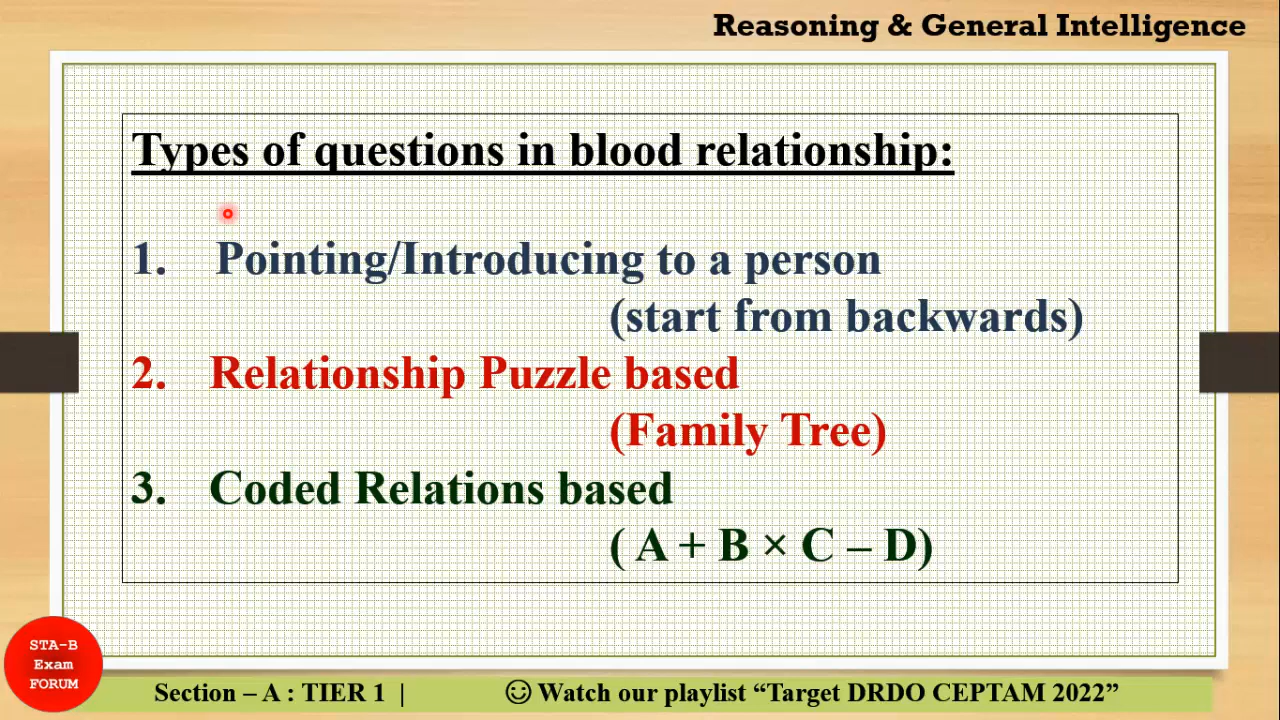 Reasoning & General Intelligence
Types of questions in blood relationship:
1. Pointing/Introducing to a person
(start from backwards)
2. Relationship Puzzle based
(Family Tree)
3. Coded Relations based
( A + B × C – D)
STA-B
Exam
FORUM
Section – A : TIER 1 | ☺ Watch our playlist “Target DRDO CEPTAM 2022”